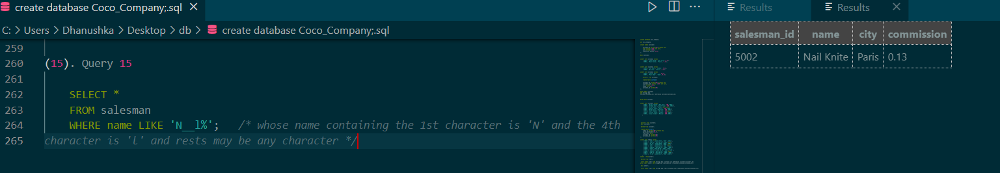 create database Coco_Company;.sql
Results
Results
C: > Users > Dhanushka > Desktop > db > create database Coco_Company;.sql
salesman_id name city commission
5002 Nail Knite Paris 0.13
259
260 (15). Query 15
261
262 SELECT *
263 FROM salesman
264 WHERE name LIKE 'N__l%'; /* whose name containing the 1st character is 'N' and the 4th
265 character is 'l' and rests may be any character */